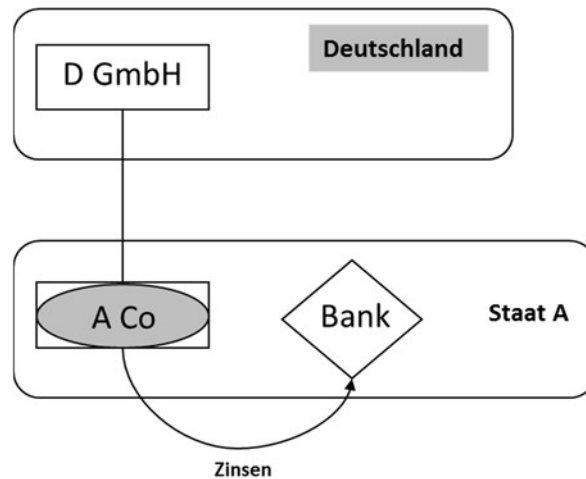 D GmbH
Deutschland
A Co
Bank
Staat A
Zinsen